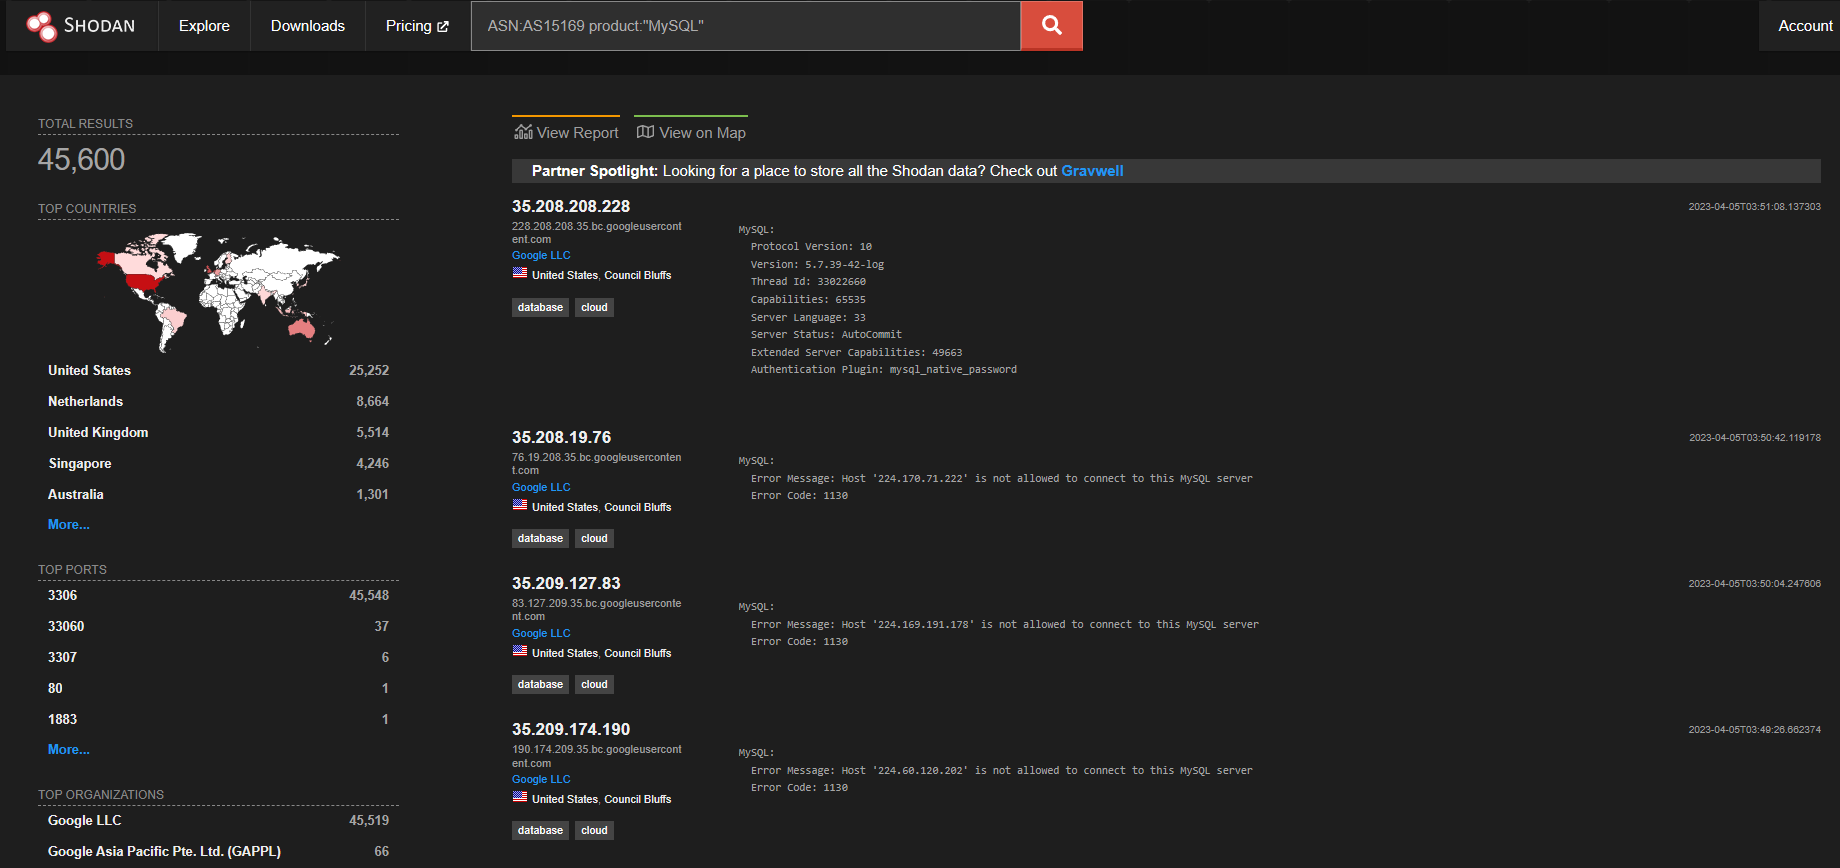 SHODAN
Explore
Downloads
Pricing
ASN:AS15169 product:"MySQL"
Account
TOTAL RESULTS
45,600
TOP COUNTRIES
United States 25,252
Netherlands 8,664
United Kingdom 5,514
Singapore 4,246
Australia 1,301
More...
TOP PORTS
3306 45,548
33060 37
3307 6
80 1
1883 1
More...
TOP ORGANIZATIONS
Google LLC 45,519
Google Asia Pacific Pte. Ltd. (GAPPL) 66
View Report
View on Map
Partner Spotlight: Looking for a place to store all the Shodan data? Check out Gravwell
35.208.208.228
2023-04-05T03:51:08.137303
228.208.208.35.bc.googleusercont
ent.com
Google LLC
United States, Council Bluffs
database cloud
MySQL:
Protocol Version: 10
Version: 5.7.39-42-log
Thread Id: 33022660
Capabilities: 65535
Server Language: 33
Server Status: AutoCommit
Extended Server Capabilities: 49663
Authentication Plugin: mysql_native_password
35.208.19.76
2023-04-05T03:50:42.119178
76.19.208.35.bc.googleuserconten
t.com
Google LLC
United States, Council Bluffs
database cloud
MySQL:
Error Message: Host '224.170.71.222' is not allowed to connect to this MySQL server
Error Code: 1130
35.209.127.83
2023-04-05T03:50:04.247606
83.127.209.35.bc.googleuserconte
nt.com
Google LLC
United States, Council Bluffs
database cloud
MySQL:
Error Message: Host '224.169.191.178' is not allowed to connect to this MySQL server
Error Code: 1130
35.209.174.190
2023-04-05T03:49:26.662374
190.174.209.35.bc.googleusercont
ent.com
Google LLC
United States, Council Bluffs
database cloud
MySQL:
Error Message: Host '224.60.120.202' is not allowed to connect to this MySQL server
Error Code: 1130